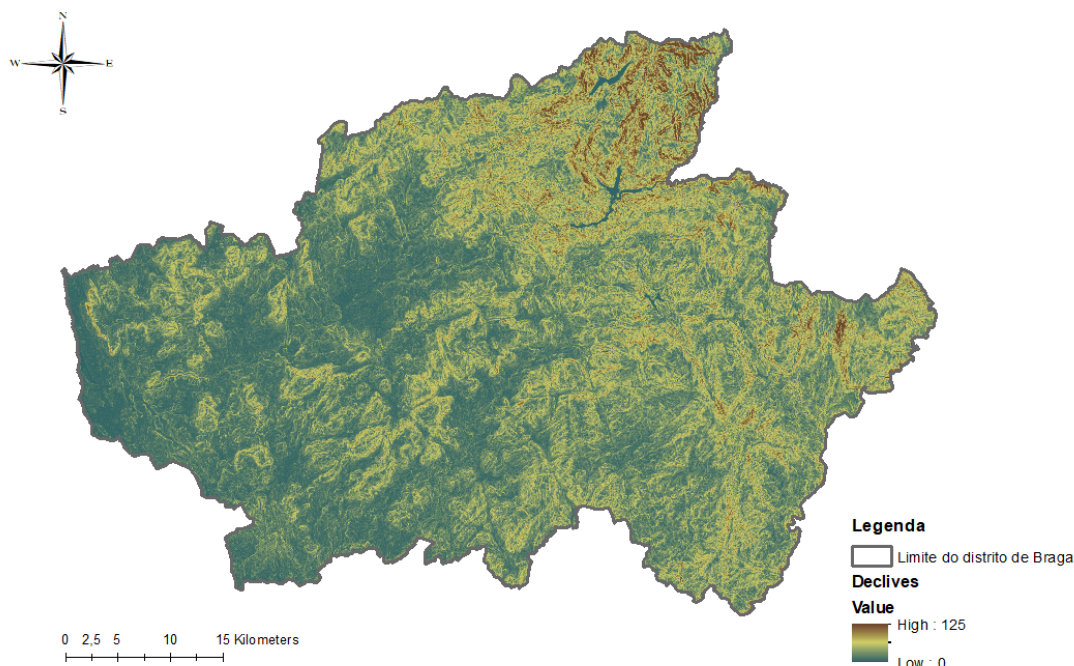 N
W E
S
Legenda
Limite do distrito de Braga
Declives
Value
High : 125
Low : 0
0 2,5 5 10 15 Kilometers